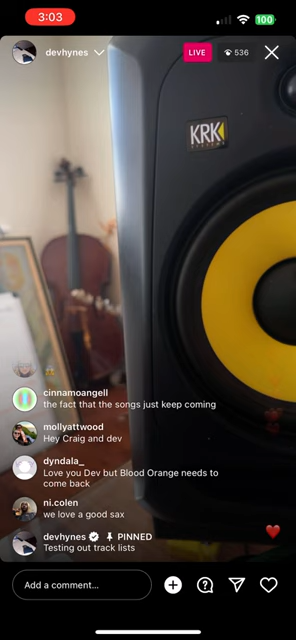 3:03
100
devhynes
LIVE
536
KRK
SYSTEMS
cinnamoangell
the fact that the songs just keep coming
mollyattwood
Hey Craig and dev
dyndala_
Love you Dev but Blood Orange needs to
come back
ni.colen
we love a good sax
devhynes PINNED
Testing out track lists
Add a comment...